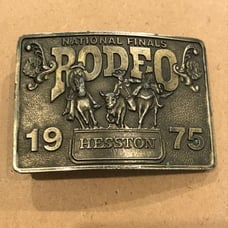 NATIONAL FINALS
RODEO
19 75
HESSTON